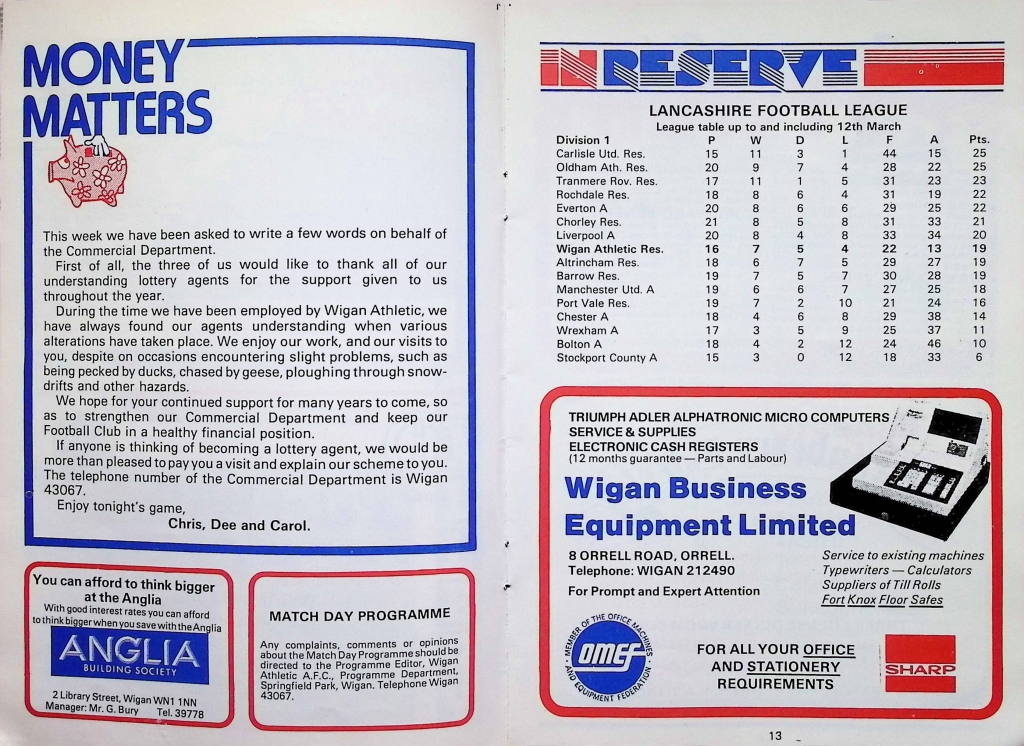 MONEY
MATTERS
This week we have been asked to write a few words on behalf of
the Commercial Department.
First of all, the three of us would like to thank all of our
understanding lottery agents for the support given to us
throughout the year.
During the time we have been employed by Wigan Athletic, we
have always found our agents understanding when various
alterations have taken place. We enjoy our work, and our visits to
you, despite on occasions encountering slight problems, such as
being pecked by ducks, chased by geese, ploughing through snow-
drifts and other hazards.
We hope for your continued support for many years to come, so
as to strengthen our Commercial Department and keep our
Football Club in a healthy financial position.
If anyone is thinking of becoming a lottery agent, we would be
more than pleased to pay you a visit and explain our scheme to you.
The telephone number of the Commercial Department is Wigan
43067.
Enjoy tonight's game,
Chris, Dee and Carol.
You can afford to think bigger
at the Anglia
With good interest rates you can afford
to think bigger when you save with the Anglia
ANGLIA
BUILDING SOCIETY
2 Library Street, Wigan WN1 1NN
Manager: Mr. G. Bury Tel. 39778
MATCH DAY PROGRAMME
Any complaints, comments or opinions
about the Match Day Programme should be
directed to the Programme Editor, Wigan
Athletic A.F.C., Programme Department,
Springfield Park, Wigan. Telephone Wigan
43067.
IN RESERVE
LANCASHIRE FOOTBALL LEAGUE
League table up to and including 12th March
Division 1 P W D L F A Pts.
Carlisle Utd. Res. 15 11 3 1 44 15 25
Oldham Ath. Res. 20 9 7 4 28 22 25
Tranmere Rov. Res. 17 11 1 5 31 23 23
Rochdale Res. 18 8 6 4 31 19 22
Everton A 20 8 6 6 29 25 22
Chorley Res. 21 8 5 8 31 33 21
Liverpool A 20 8 4 8 33 34 20
Wigan Athletic Res. 16 7 5 4 22 13 19
Altrincham Res. 18 6 7 5 29 27 19
Barrow Res. 19 7 5 7 30 28 19
Manchester Utd. A 19 6 6 7 27 25 18
Port Vale Res. 19 7 2 10 21 24 16
Chester A 18 4 6 8 29 38 14
Wrexham A 17 3 5 9 25 37 11
Bolton A 18 4 2 12 24 46 10
Stockport County A 15 3 0 12 18 33 6
TRIUMPH ADLER ALPHATRONIC MICRO COMPUTERS
SERVICE & SUPPLIES
ELECTRONIC CASH REGISTERS
(12 months guarantee — Parts and Labour)
Wigan Business
Equipment Limited
8 ORRELL ROAD, ORRELL.
Telephone: WIGAN 212490
For Prompt and Expert Attention
Service to existing machines
Typewriters — Calculators
Suppliers of Till Rolls
Fort Knox Floor Safes
MEMBER OF THE OFFICE MACHINES
OMEF
AND EQUIPMENT FEDERATION
FOR ALL YOUR OFFICE
AND STATIONERY
REQUIREMENTS
SHARP
13